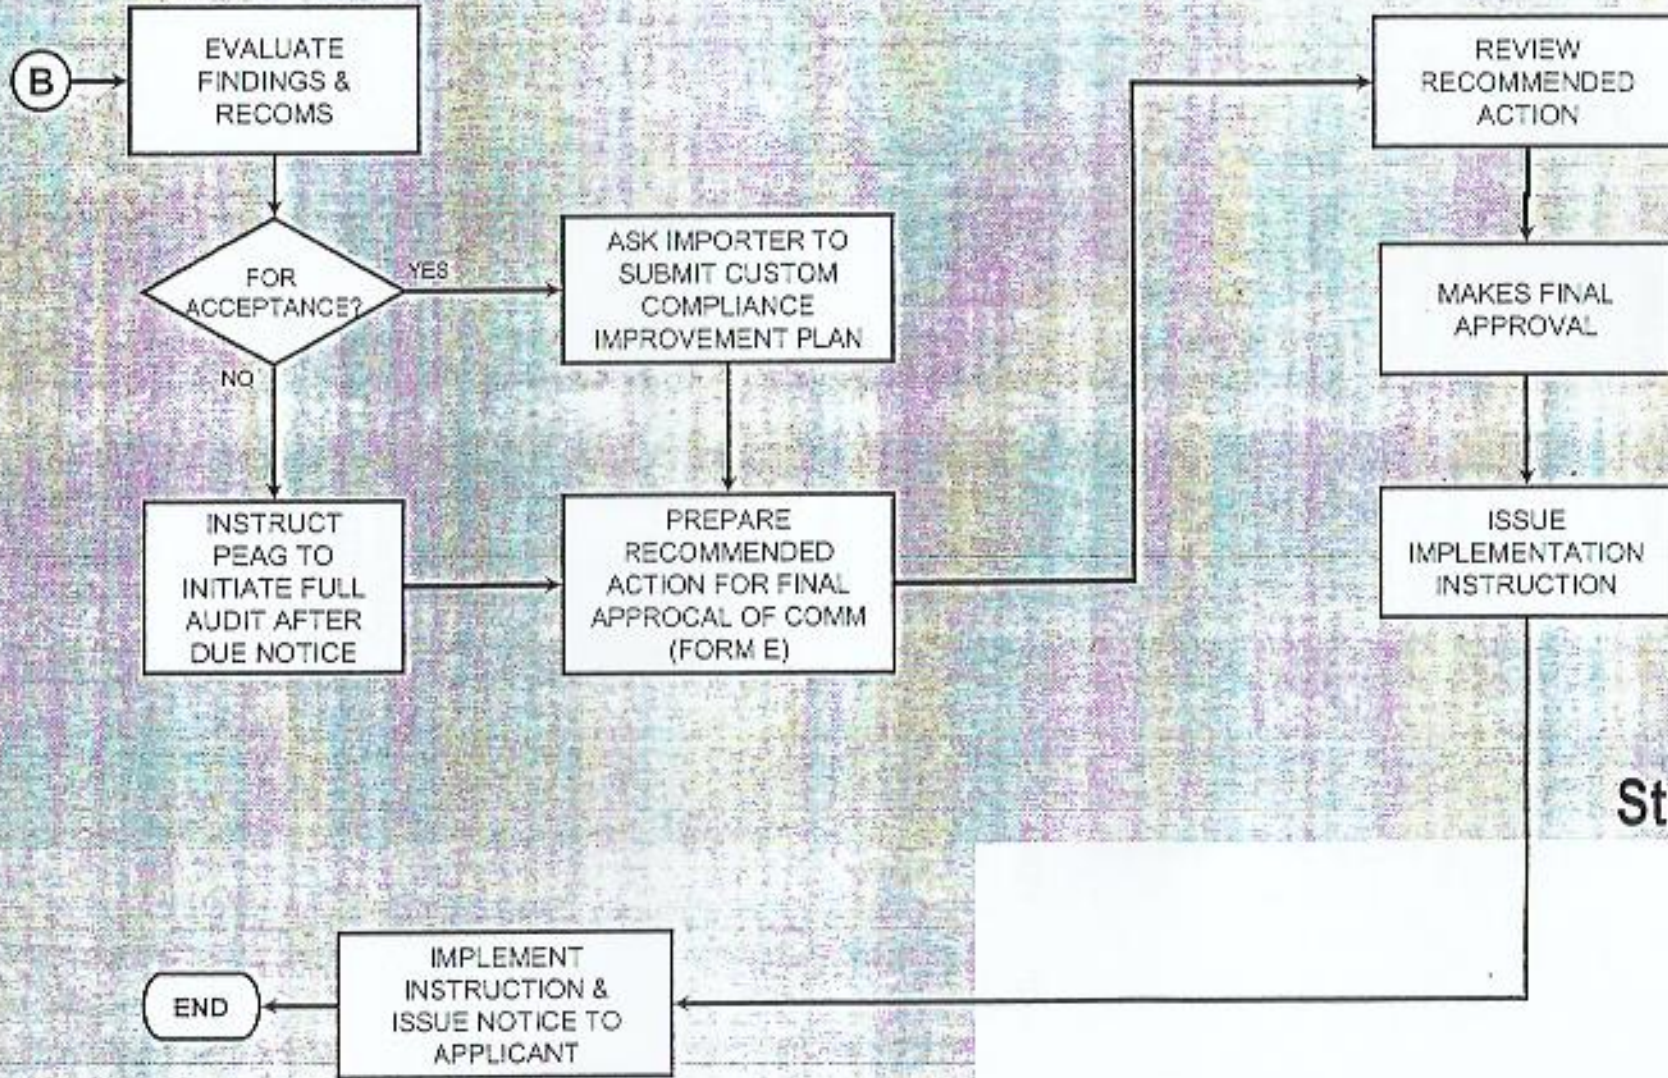 B
EVALUATE
FINDINGS &
RECOMS
FOR
ACCEPTANCE?
YES
NO
ASK IMPORTER TO
SUBMIT CUSTOM
COMPLIANCE
IMPROVEMENT PLAN
INSTRUCT
PEAG TO
INITIATE FULL
AUDIT AFTER
DUE NOTICE
PREPARE
RECOMMENDED
ACTION FOR FINAL
APPROCAL OF COMM
(FORM E)
REVIEW
RECOMMENDED
ACTION
MAKES FINAL
APPROVAL
ISSUE
IMPLEMENTATION
INSTRUCTION
St
IMPLEMENT
INSTRUCTION &
ISSUE NOTICE TO
APPLICANT
END